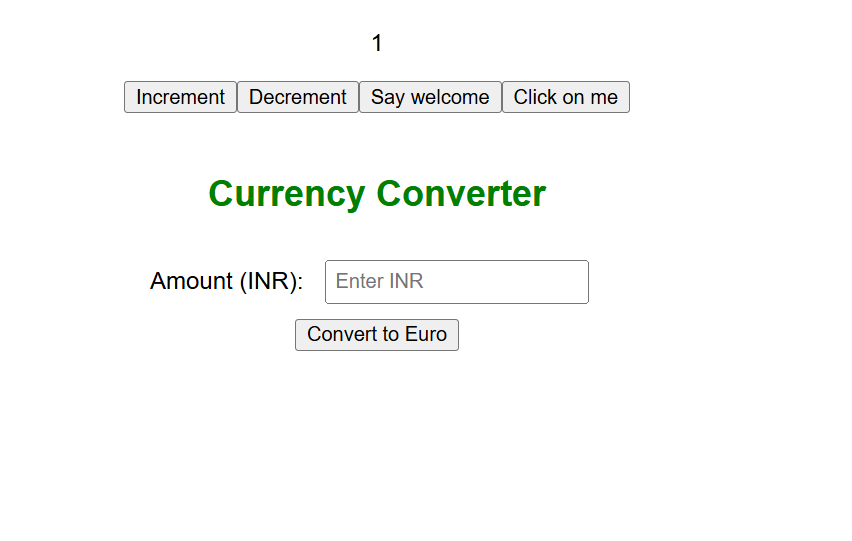 1
Increment Decrement Say welcome Click on me
Currency Converter
Amount (INR): Enter INR
Convert to Euro